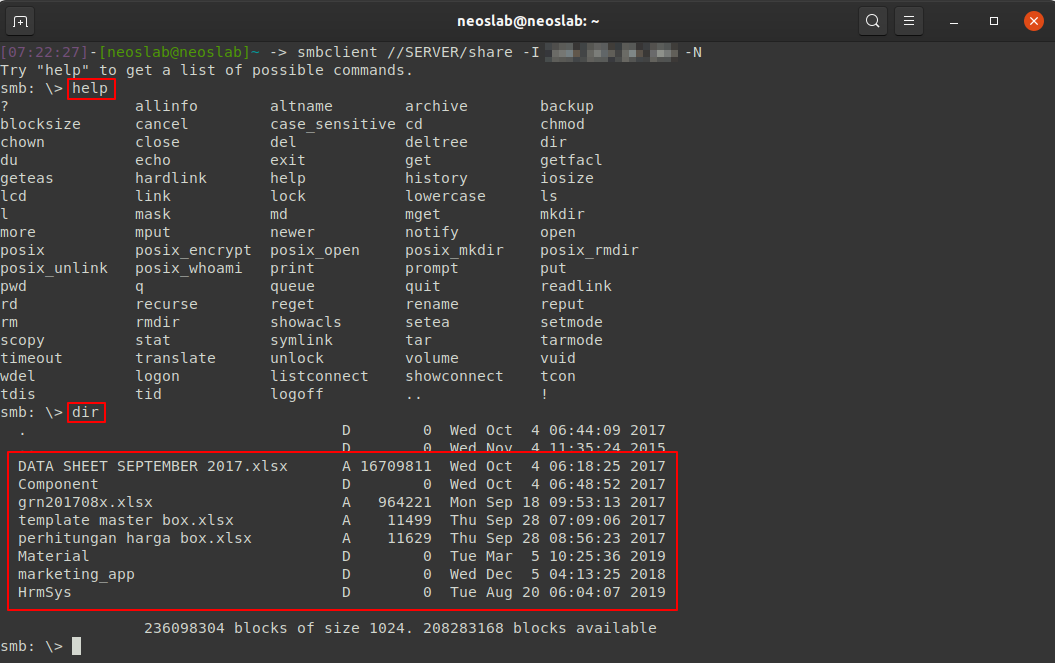 neoslab@neoslab: ~
[07:22:27]-[neoslab@neoslab]~ -> smbclient //SERVER/share -I -N
Try "help" to get a list of possible commands.
smb: \> help
? allinfo altname archive backup
blocksize cancel case_sensitive cd chmod
chown close del deltree dir
du echo exit get getfacl
geteas hardlink help history iosize
lcd link lock lowercase ls
l mask md mget mkdir
more mput newer notify open
posix posix_encrypt posix_open posix_mkdir posix_rmdir
posix_unlink posix_whoami print prompt put
pwd q queue quit readlink
rd recurse reget rename reput
rm rmdir showacls setea setmode
scopy stat symlink tar tarmode
timeout translate unlock volume vuid
wdel logon listconnect showconnect tcon
tdis tid logoff .. !
smb: \> dir
. D 0 Wed Oct 4 06:44:09 2017
D 0 Wed Nov 4 11:35:24 2015
DATA SHEET SEPTEMBER 2017.xlsx A 16709811 Wed Oct 4 06:18:25 2017
Component D 0 Wed Oct 4 06:48:52 2017
grn201708x.xlsx A 964221 Mon Sep 18 09:53:13 2017
template master box.xlsx A 11499 Thu Sep 28 07:09:06 2017
perhitungan harga box.xlsx A 11629 Thu Sep 28 08:56:23 2017
Material D 0 Tue Mar 5 10:25:36 2019
marketing_app D 0 Wed Dec 5 04:13:25 2018
HrmSys D 0 Tue Aug 20 06:04:07 2019
236098304 blocks of size 1024. 208283168 blocks available
smb: \>